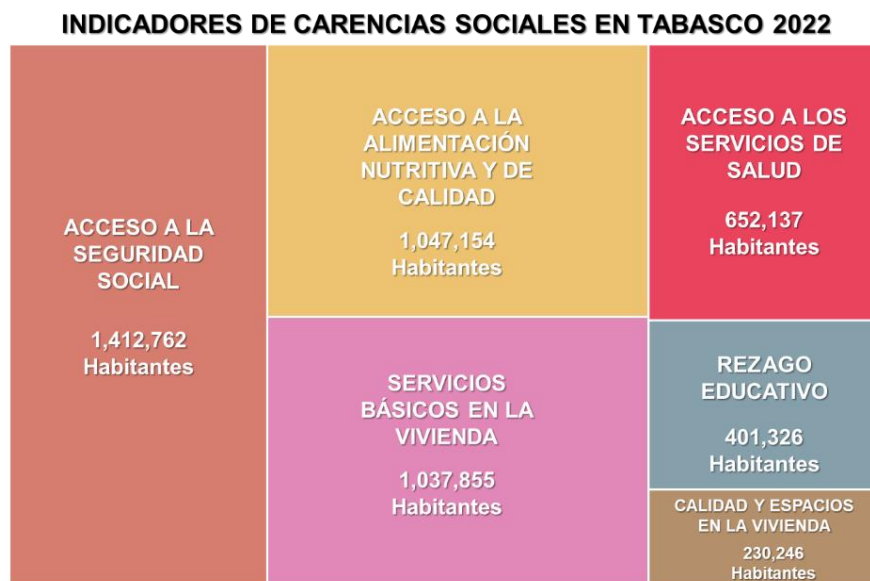 INDICADORES DE CARENCIAS SOCIALES EN TABASCO 2022
ACCESO A LA
SEGURIDAD
SOCIAL
1,412,762
Habitantes
ACCESO A LA
ALIMENTACIÓN
NUTRITIVA Y DE
CALIDAD
1,047,154
Habitantes
SERVICIOS
BÁSICOS EN LA
VIVIENDA
1,037,855
Habitantes
ACCESO A LOS
SERVICIOS DE
SALUD
652,137
Habitantes
REZAGO
EDUCATIVO
401,326
Habitantes
CALIDAD Y ESPACIOS
EN LA VIVIENDA
230,246
Habitantes